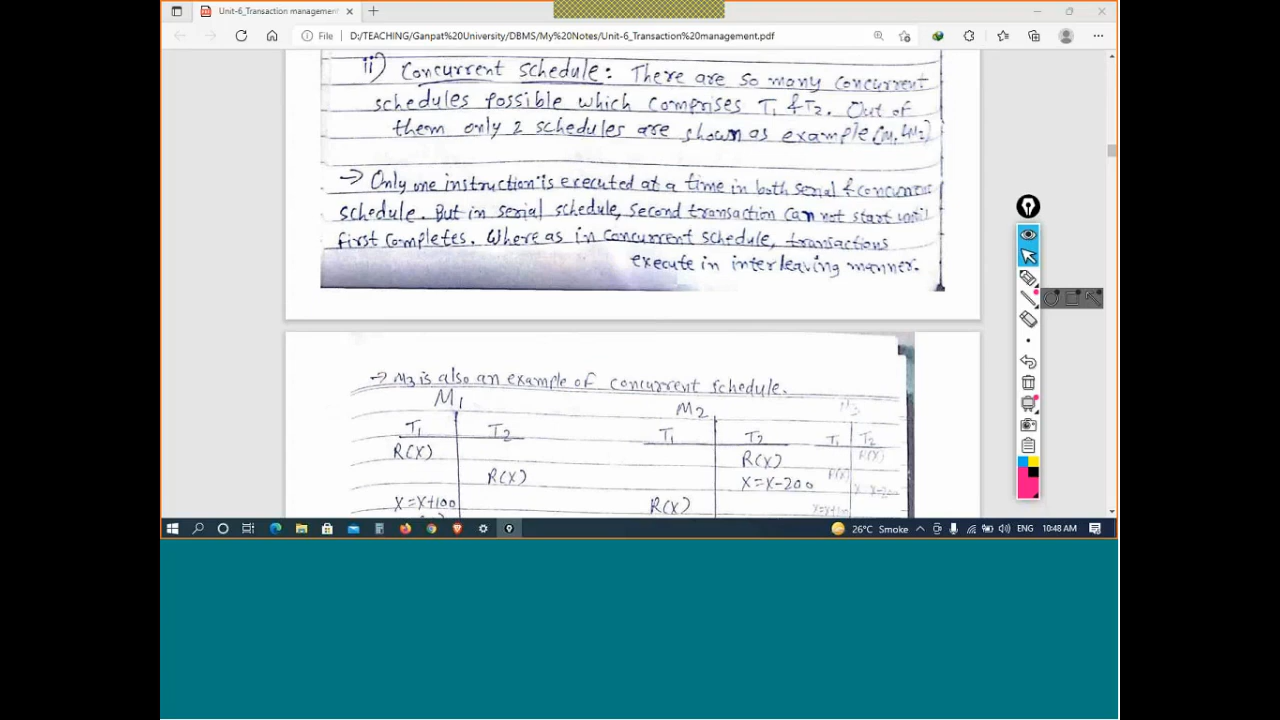 Unit-6_Transaction management
File
D:/TEACHING/Ganpat%20University/DBMS/My%20Notes/Unit-6_Transaction%20management.pdf
ii) Concurrent schedule: There are so many concurrent
schedules possible which comprises T1 & T2. Out of
them only 2 schedules are shown as example (M1 & M2)
→ Only one instruction is executed at a time in both serial & concurrent
schedule. But in serial schedule, second transaction can not start until
first completes. Where as in concurrent schedule, transactions
execute in interleaving manner.
→ M3 is also an example of concurrent schedule.
M1 M2 M3
T1 T2 T1 T2 T1 T2
R(X) R(X) R(X)
R(X) X=X-200 R(X) X=X-200
X=X+100 R(X) X=X+100
26°C Smoke ENG 10:48 AM